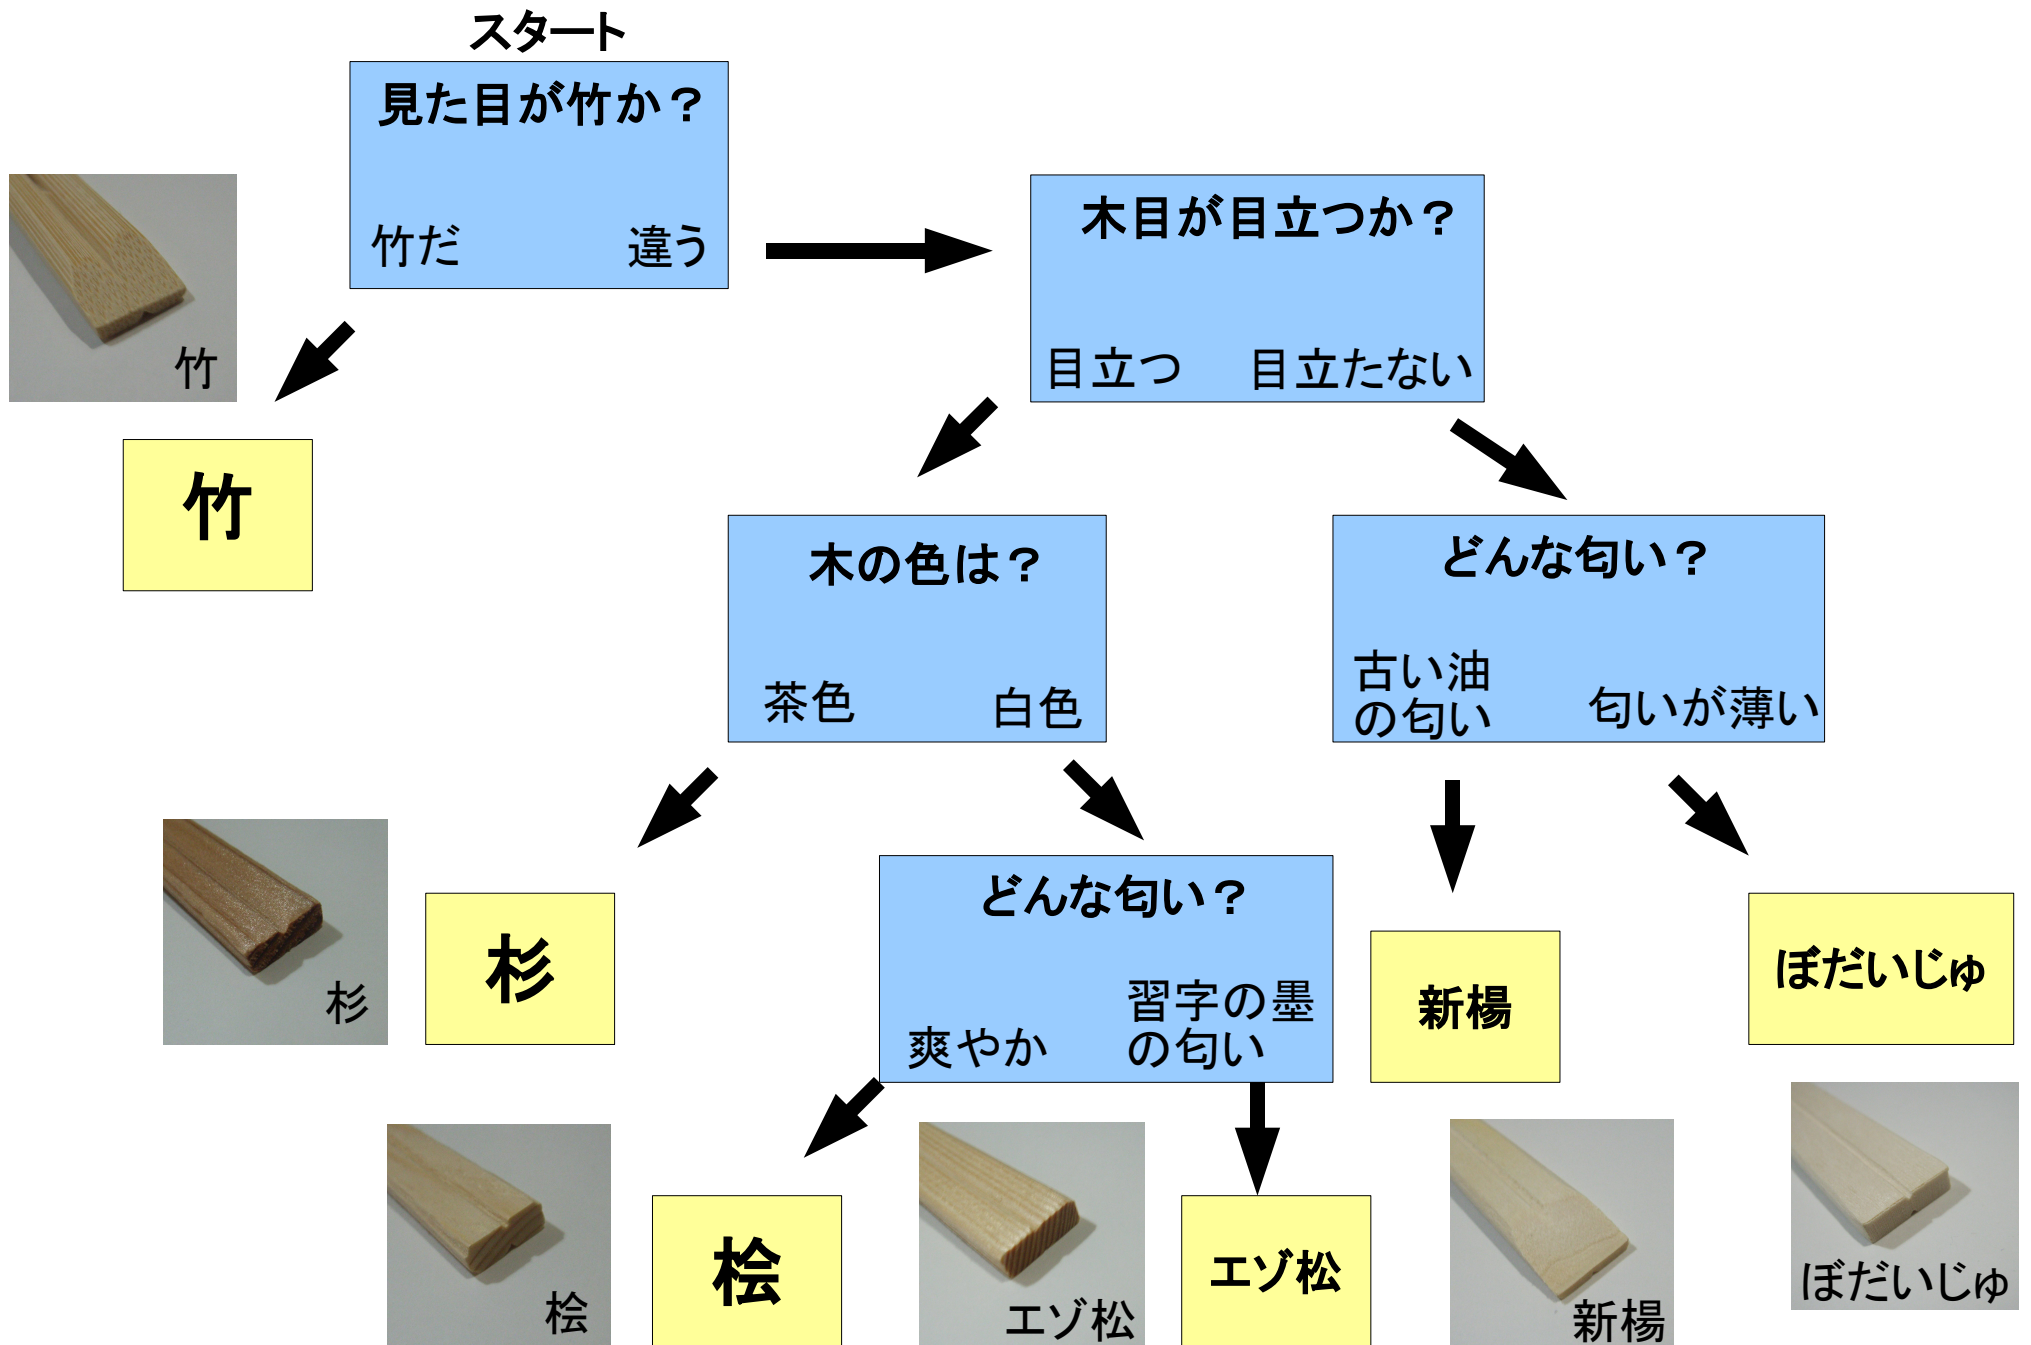 スタート
見た目が竹か？
竹だ
違う
竹
竹
木目が目立つか？
目立つ
目立たない
木の色は？
茶色
白色
どんな匂い？
古い油
の匂い
匂いが薄い
杉
杉
どんな匂い？
爽やか
習字の墨
の匂い
新楊
ぼだいじゅ
桧
桧
エゾ松
エゾ松
新楊
ぼだいじゅ